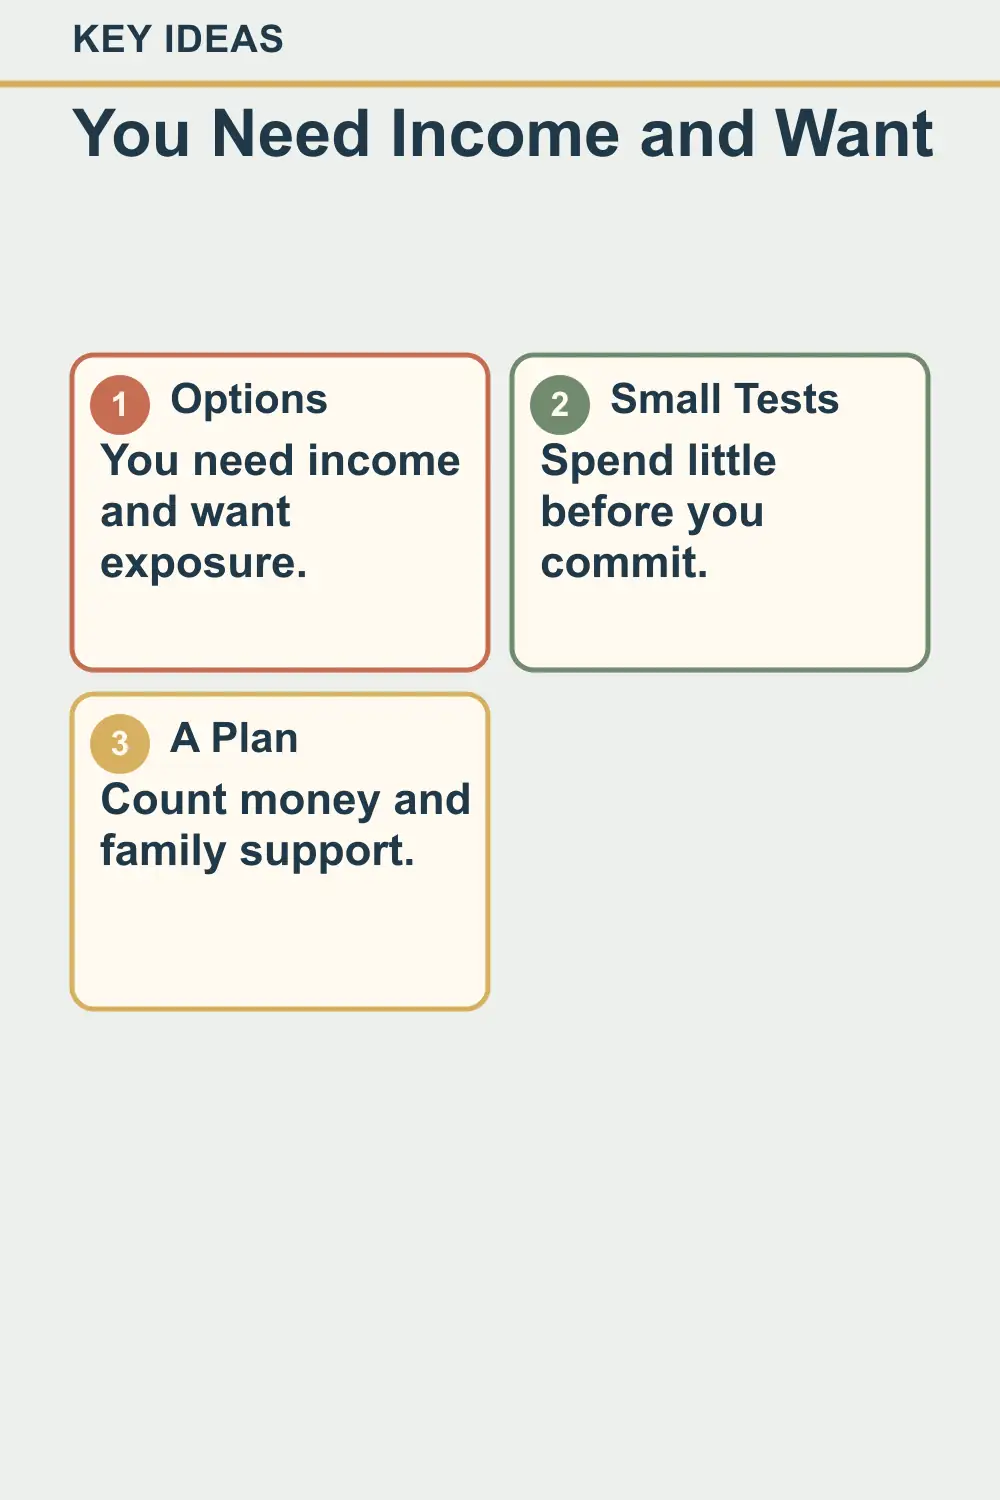 KEY IDEAS
You Need Income and Want
1 Options
You need income
and want
exposure.
2 Small Tests
Spend little
before you
commit.
3 A Plan
Count money and
family support.